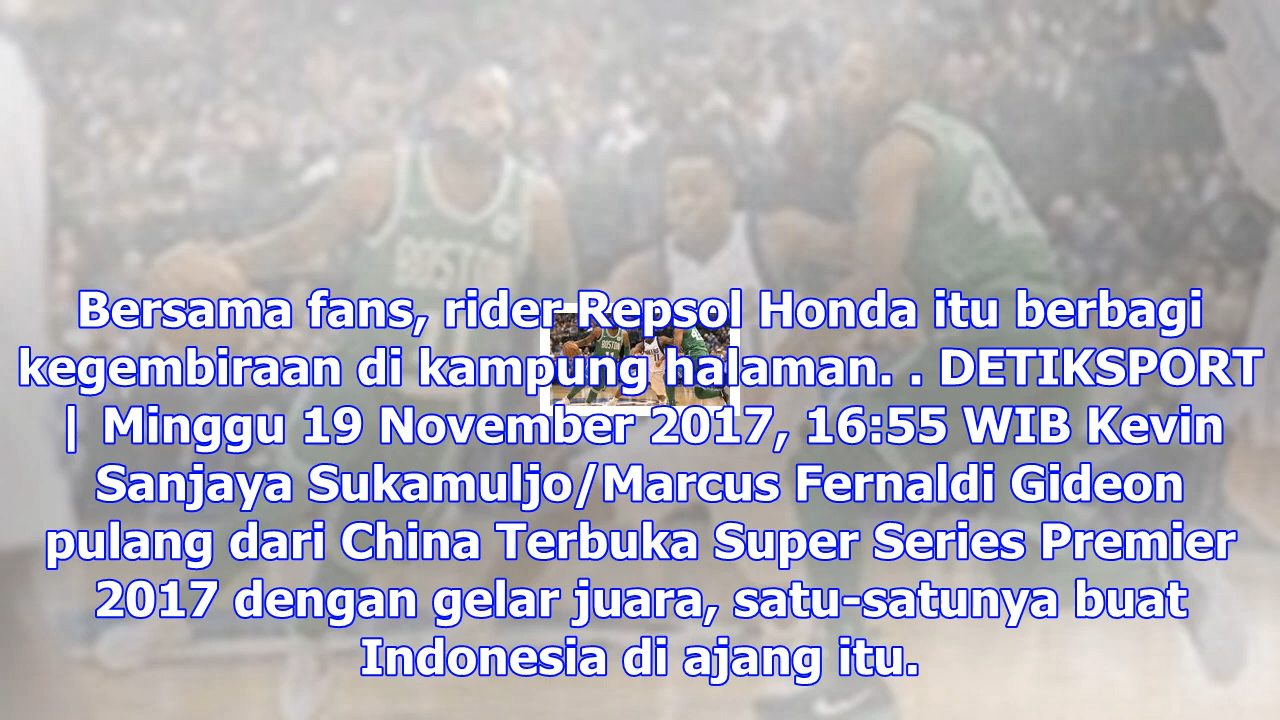 Bersama fans, rider Repsol Honda itu berbagi
kegembiraan di kampung halaman. . DETIKSPORT
| Minggu 19 November 2017, 16:55 WIB Kevin
Sanjaya Sukamuljo/Marcus Fernaldi Gideon
pulang dari China Terbuka Super Series Premier
2017 dengan gelar juara, satu-satunya buat
Indonesia di ajang itu.
BOSTON